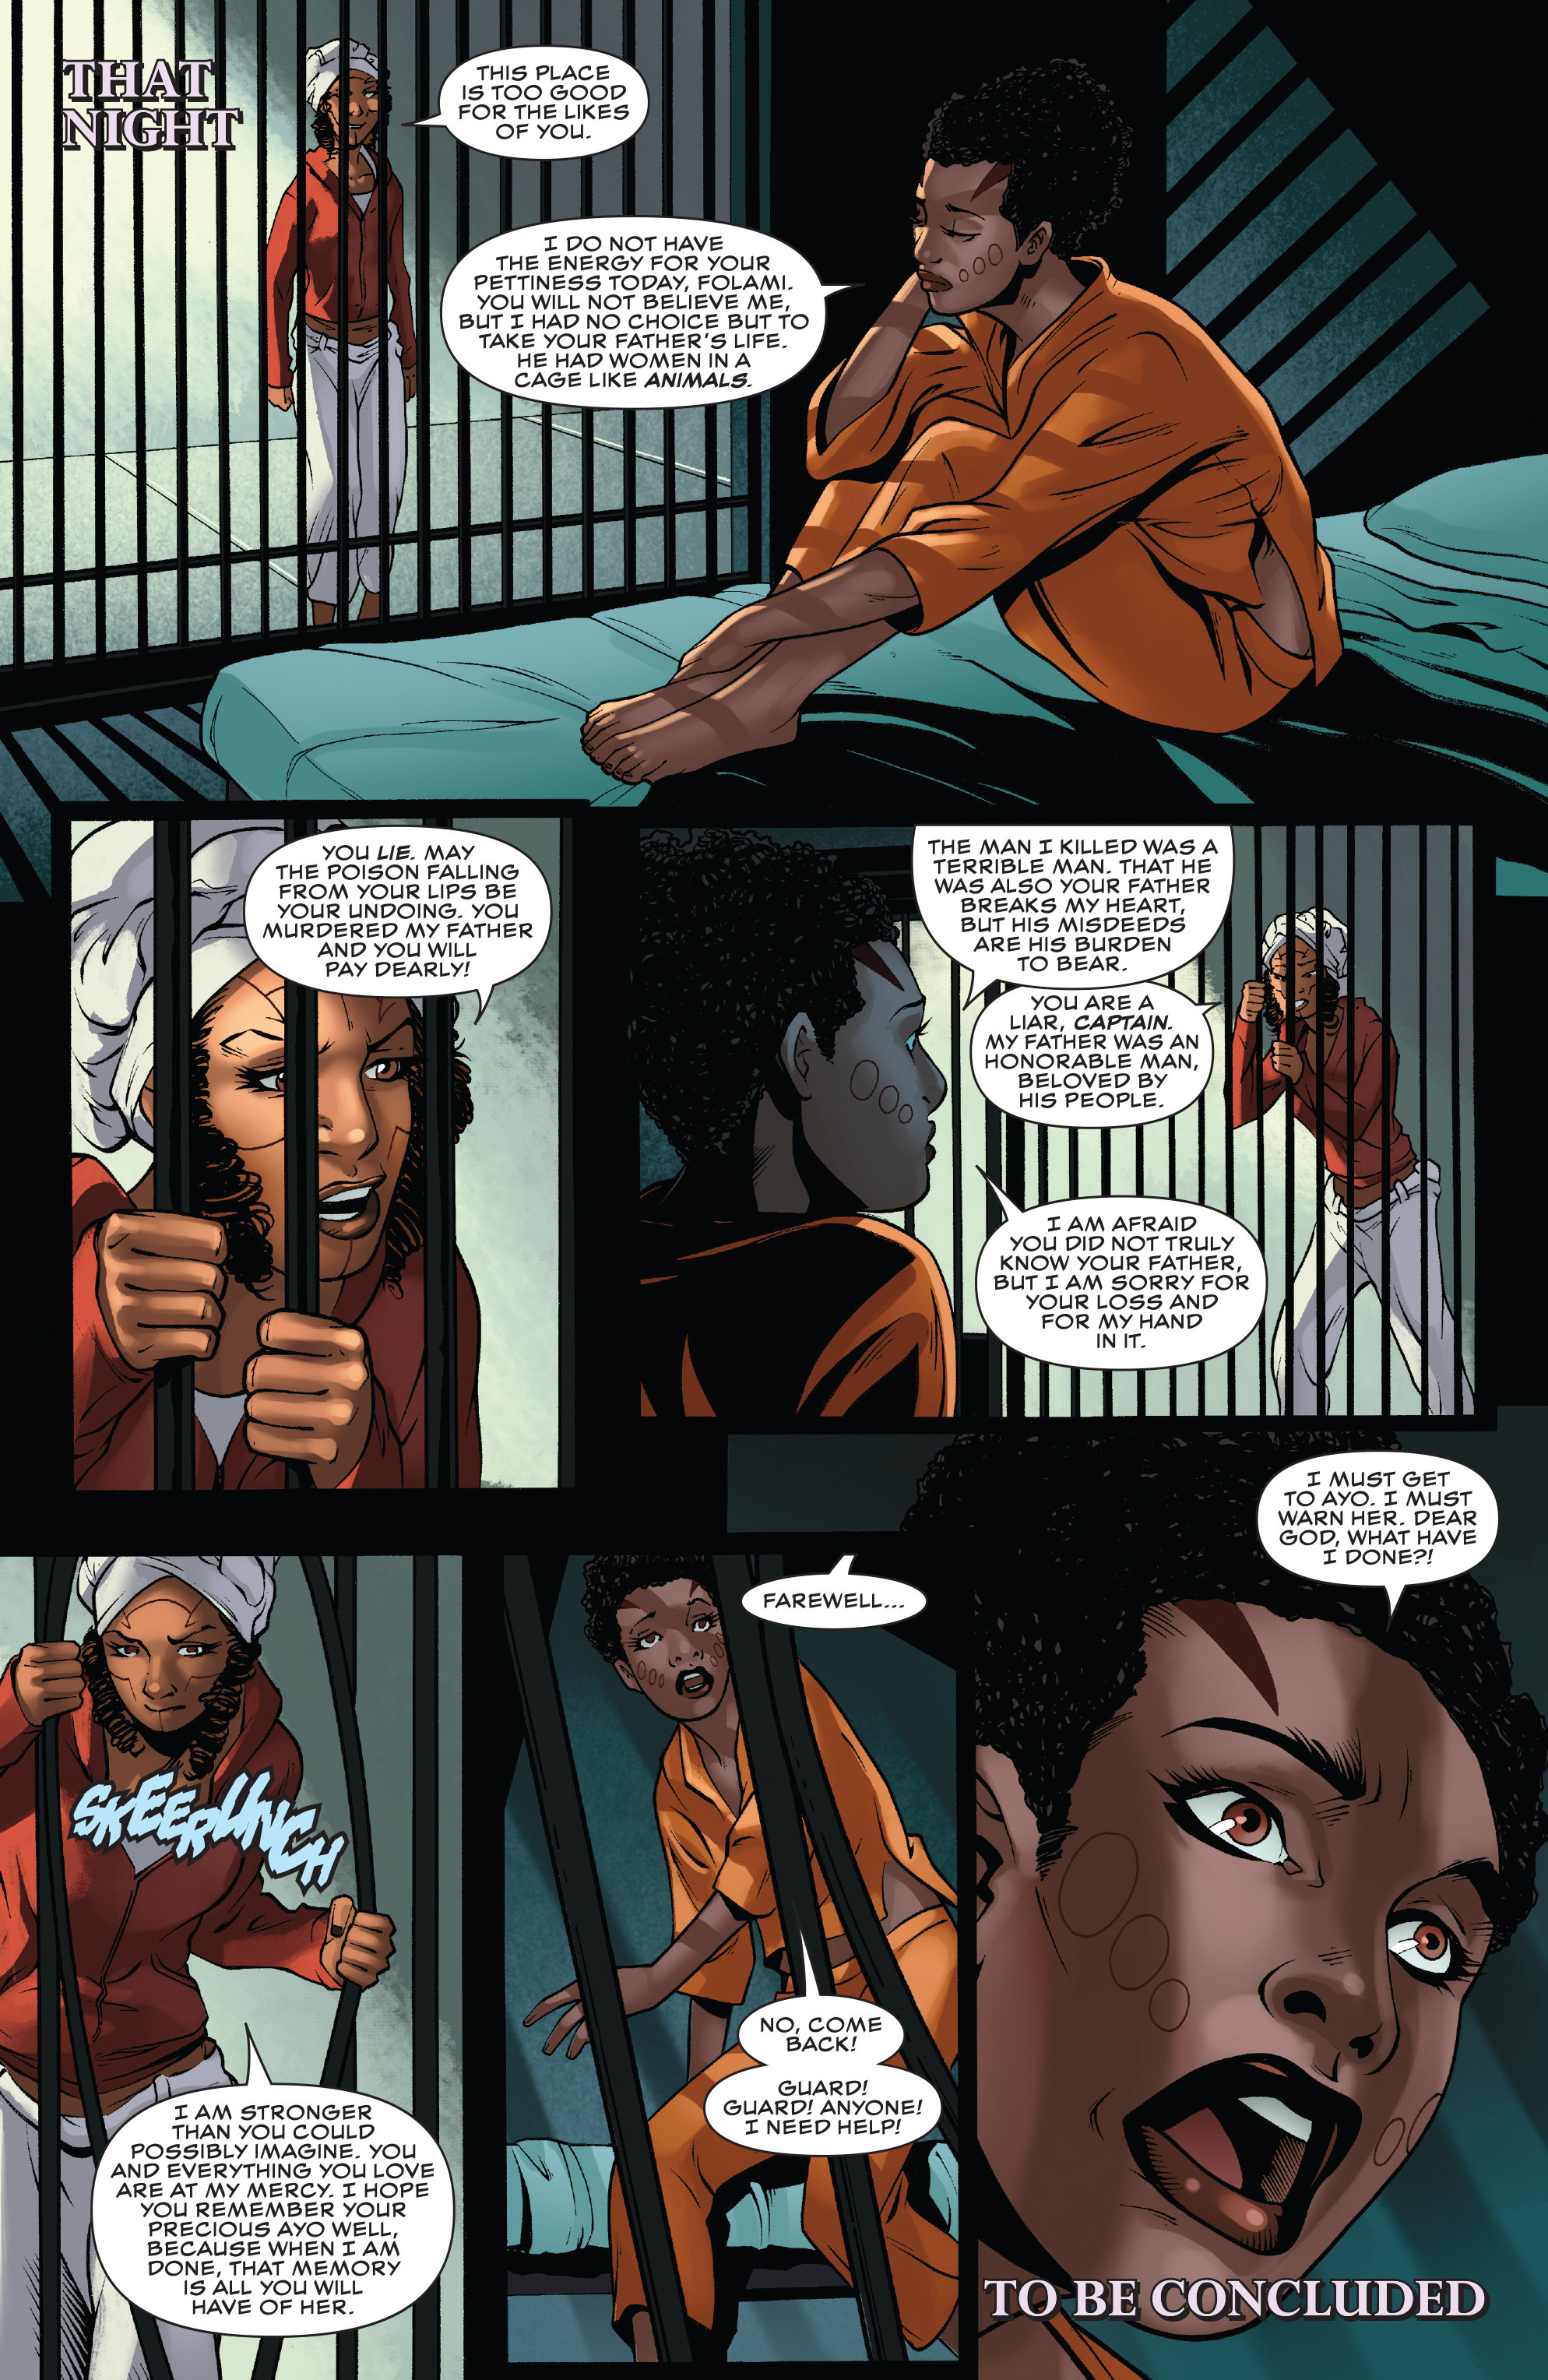 THAT
NIGHT
THIS PLACE
IS TOO GOOD
FOR THE LIKES
OF YOU.
I DO NOT HAVE
THE ENERGY FOR YOUR
PETTINESS TODAY, FOLAMI.
YOU WILL NOT BELIEVE ME,
BUT I HAD NO CHOICE BUT TO
TAKE YOUR FATHER'S LIFE.
HE HAD WOMEN IN A
CAGE LIKE ANIMALS.
YOU LIE. MAY
THE POISON FALLING
FROM YOUR LIPS BE
YOUR UNDOING. YOU
MURDERED MY FATHER
AND YOU WILL
PAY DEARLY!
THE MAN I KILLED WAS A
TERRIBLE MAN. THAT HE
WAS ALSO YOUR FATHER
BREAKS MY HEART,
BUT HIS MISDEEDS
ARE HIS BURDEN
TO BEAR.
YOU ARE A
LIAR, CAPTAIN.
MY FATHER WAS AN
HONORABLE MAN,
BELOVED BY
HIS PEOPLE.
I AM AFRAID
YOU DID NOT TRULY
KNOW YOUR FATHER,
BUT I AM SORRY FOR
YOUR LOSS AND
FOR MY HAND
IN IT.
SKEERUNCH
I AM STRONGER
THAN YOU COULD
POSSIBLY IMAGINE. YOU
AND EVERYTHING YOU LOVE
ARE AT MY MERCY. I HOPE
YOU REMEMBER YOUR
PRECIOUS AYO WELL,
BECAUSE WHEN I AM
DONE, THAT MEMORY
IS ALL YOU WILL
HAVE OF HER.
FAREWELL...
NO, COME
BACK!
GUARD!
GUARD! ANYONE!
I NEED HELP!
I MUST GET
TO AYO. I MUST
WARN HER. DEAR
GOD, WHAT HAVE
I DONE?!
TO BE CONCLUDED